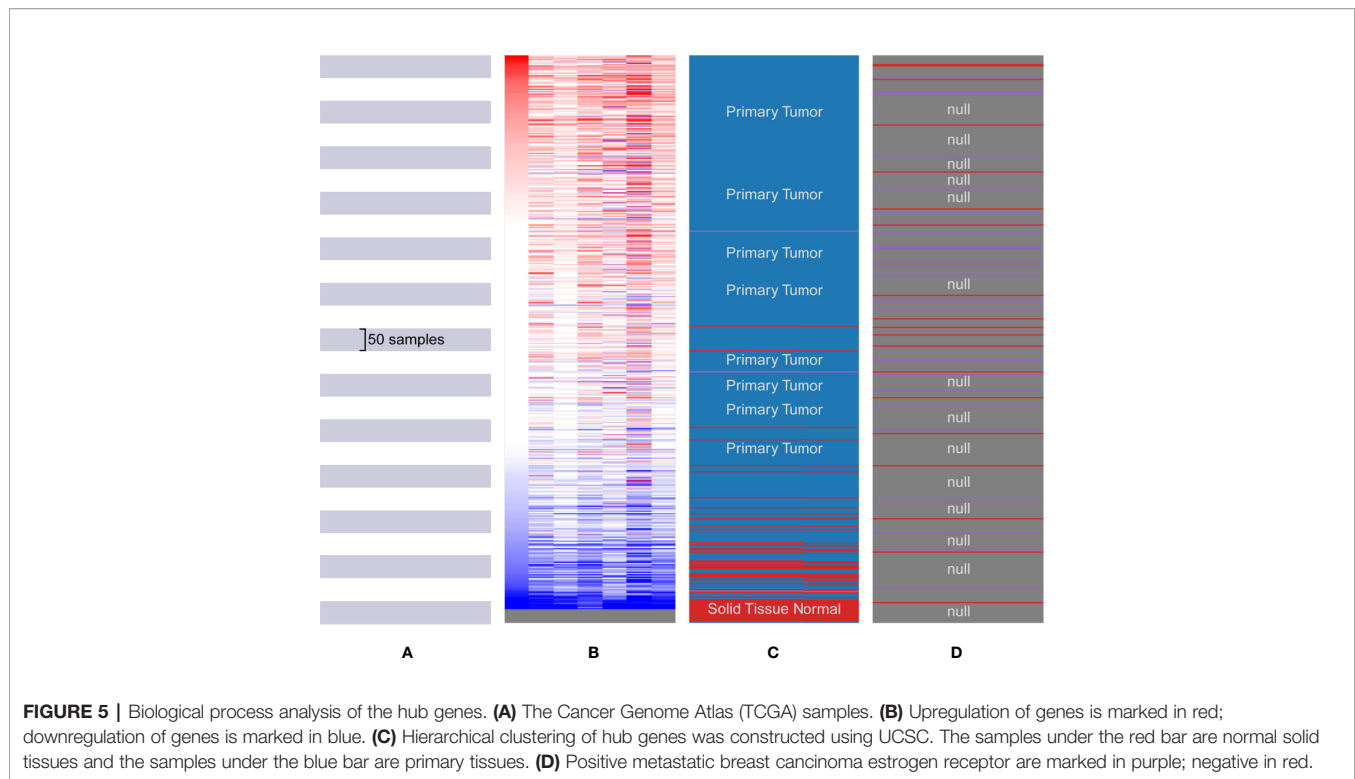 Primary Tumor
Primary Tumor
Primary Tumor
Primary Tumor
Primary Tumor
Primary Tumor
Primary Tumor
Primary Tumor
Solid Tissue Normal
null
null
null
null
null
null
null
null
null
null
null
null
null
null
50 samples
A
B
C
D
FIGURE 5 | Biological process analysis of the hub genes. (A) The Cancer Genome Atlas (TCGA) samples. (B) Upregulation of genes is marked in red;
downregulation of genes is marked in blue. (C) Hierarchical clustering of hub genes was constructed using UCSC. The samples under the red bar are normal solid
tissues and the samples under the blue bar are primary tissues. (D) Positive metastatic breast cancinoma estrogen receptor are marked in purple; negative in red.